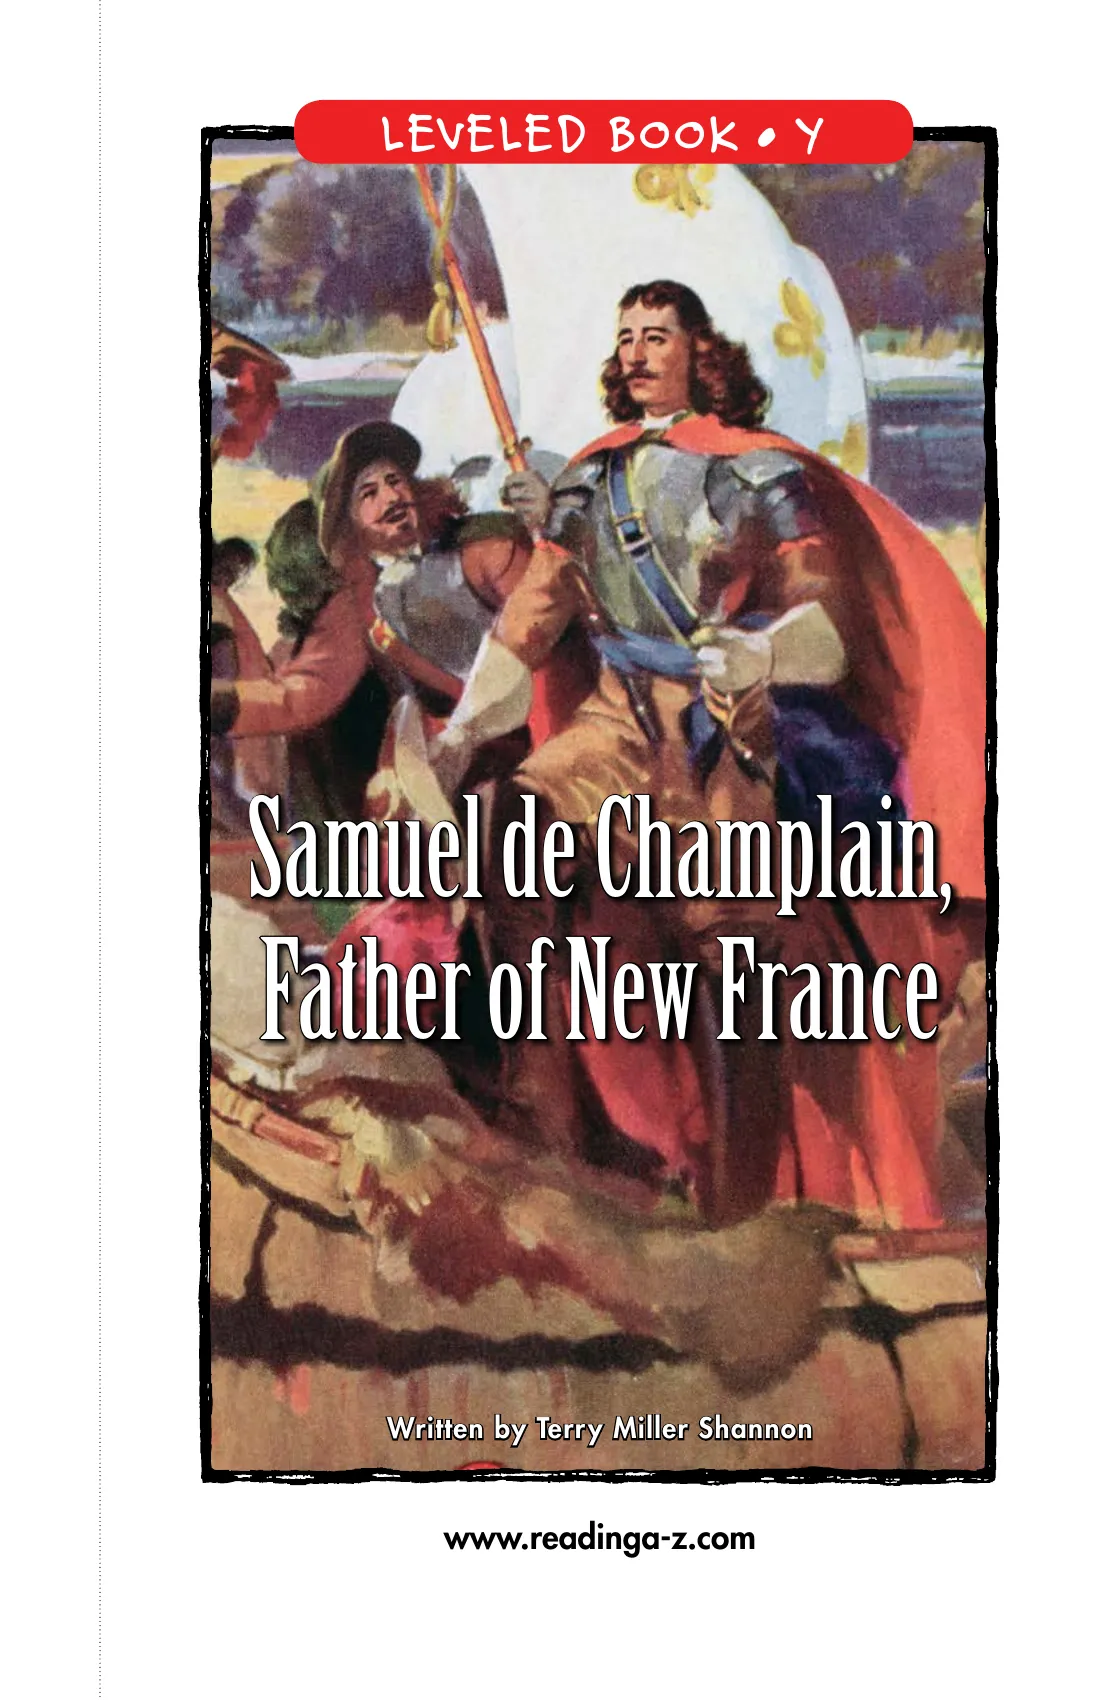 LEVELED BOOK • Y
Samuel de Champlain,
Father of New France
Written by Terry Miller Shannon
www.readinga-z.com